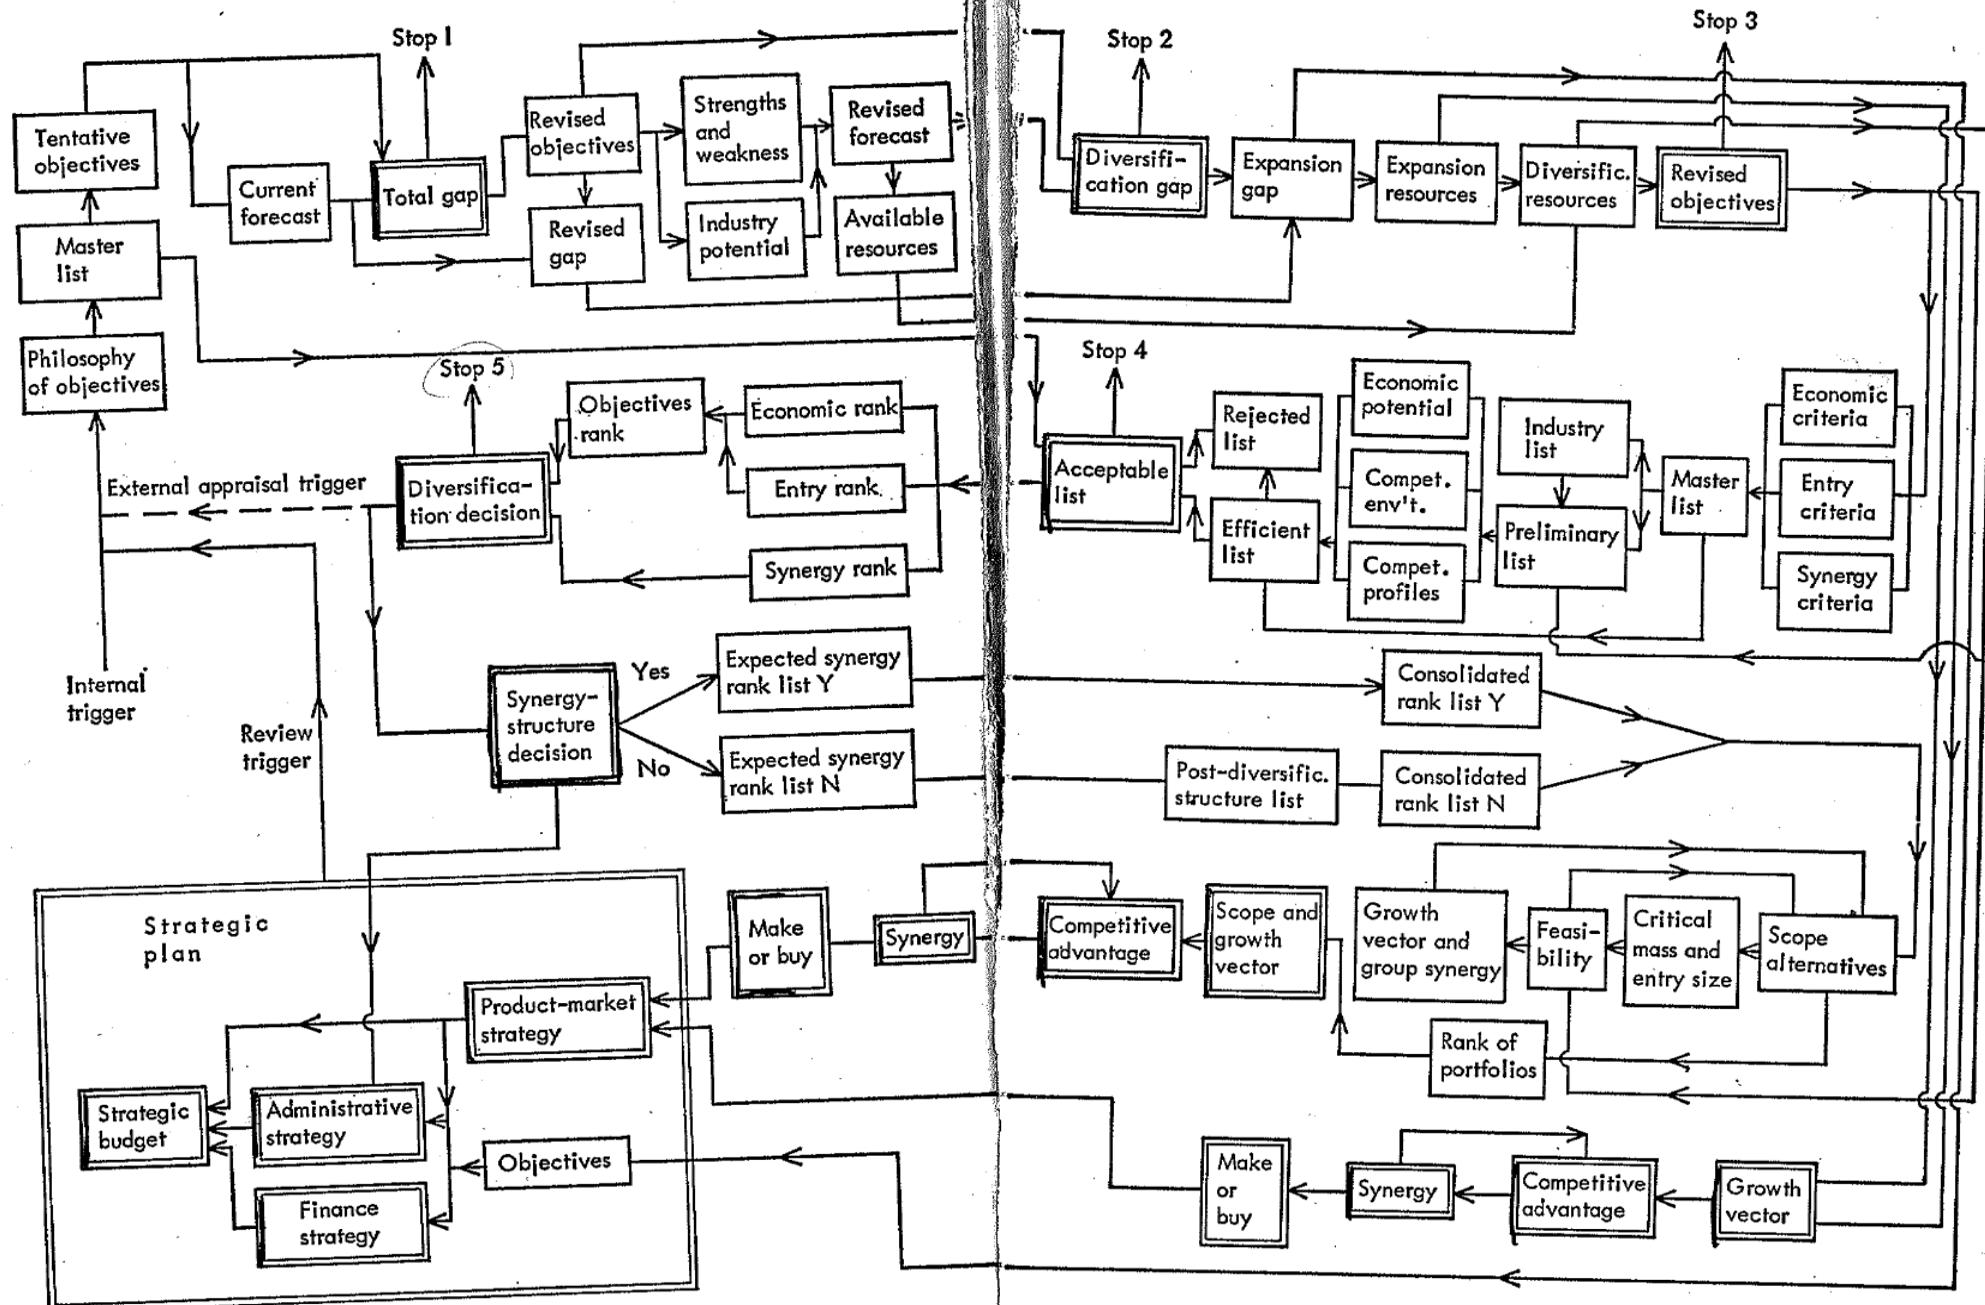 Stop 1
Tentative
objectives
Current
forecast
Total gap
Revised
objectives
Revised
gap
Strengths
and
weakness
Industry
potential
Revised
forecast
Available
resources
Master
list
Philosophy
of objectives
Stop 2
Diversifi-
cation gap
Expansion
gap
Expansion
resources
Diversific.
resources
Stop 3
Revised
objectives
Stop 5
Diversifica-
tion decision
Objectives
rank
Economic rank
Entry rank
Synergy rank
External appraisal trigger
Internal
trigger
Review
trigger
Stop 4
Acceptable
list
Rejected
list
Efficient
list
Economic
potential
Compet.
env't.
Compet.
profiles
Industry
list
Preliminary
list
Master
list
Economic
criteria
Entry
criteria
Synergy
criteria
Synergy-
structure
decision
Yes
No
Expected synergy
rank list Y
Expected synergy
rank list N
Consolidated
rank list Y
Post-diversific.
structure list
Consolidated
rank list N
Strategic
plan
Make
or buy
Synergy
Competitive
advantage
Scope and
growth
vector
Growth
vector and
group synergy
Feasi-
bility
Critical
mass and
entry size
Scope
alternatives
Rank of
portfolios
Product-market
strategy
Strategic
budget
Administrative
strategy
Objectives
Finance
strategy
Make
or
buy
Synergy
Competitive
advantage
Growth
vector